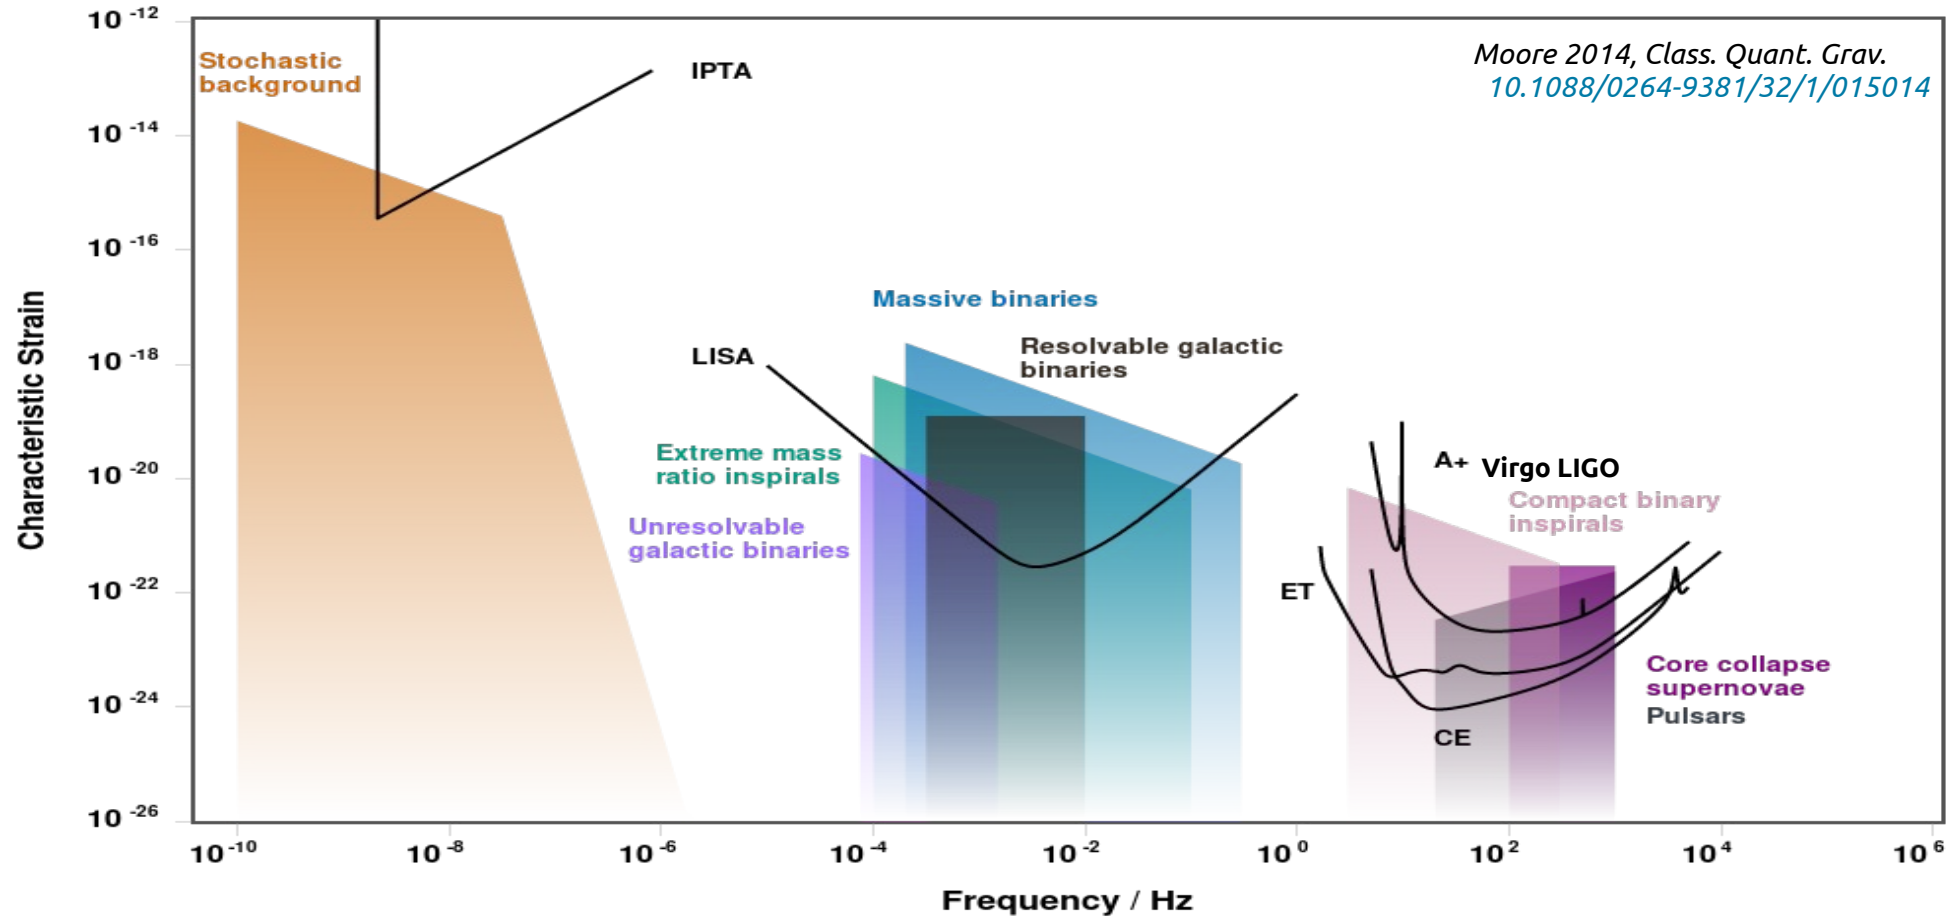 Moore 2014, Class. Quant. Grav.
10.1088/0264-9381/32/1/015014
Characteristic Strain
10 -12
10 -14
10 -16
10 -18
10 -20
10 -22
10 -24
10 -26
Stochastic
background
IPTA
Massive binaries
LISA
Resolvable galactic
binaries
Extreme mass
ratio inspirals
Unresolvable
galactic binaries
A+ Virgo LIGO
Compact binary
inspirals
ET
Core collapse
supernovae
Pulsars
CE
10 -10 10 -8 10 -6 10 -4 10 -2 10 0 10 2 10 4 10 6
Frequency / Hz